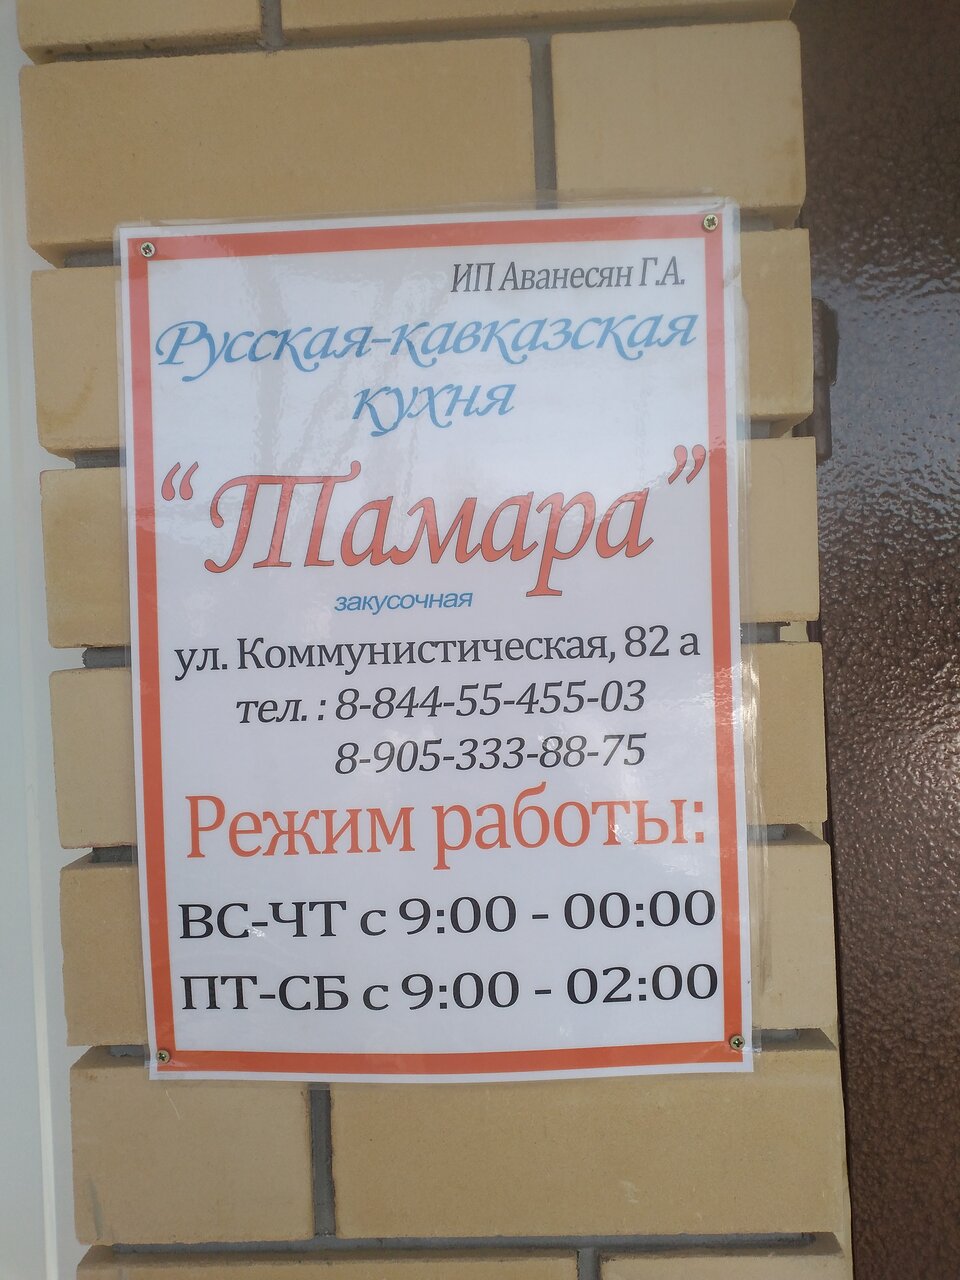 ИП Аванесян Г.А.
Русская-кавказская
кухня
“Тамара”
закусочная
ул. Коммунистическая, 82 а
тел. : 8-844-55-455-03
8-905-333-88-75
Режим работы:
ВС-ЧТ с 9:00 - 00:00
ПТ-СБ с 9:00 - 02:00